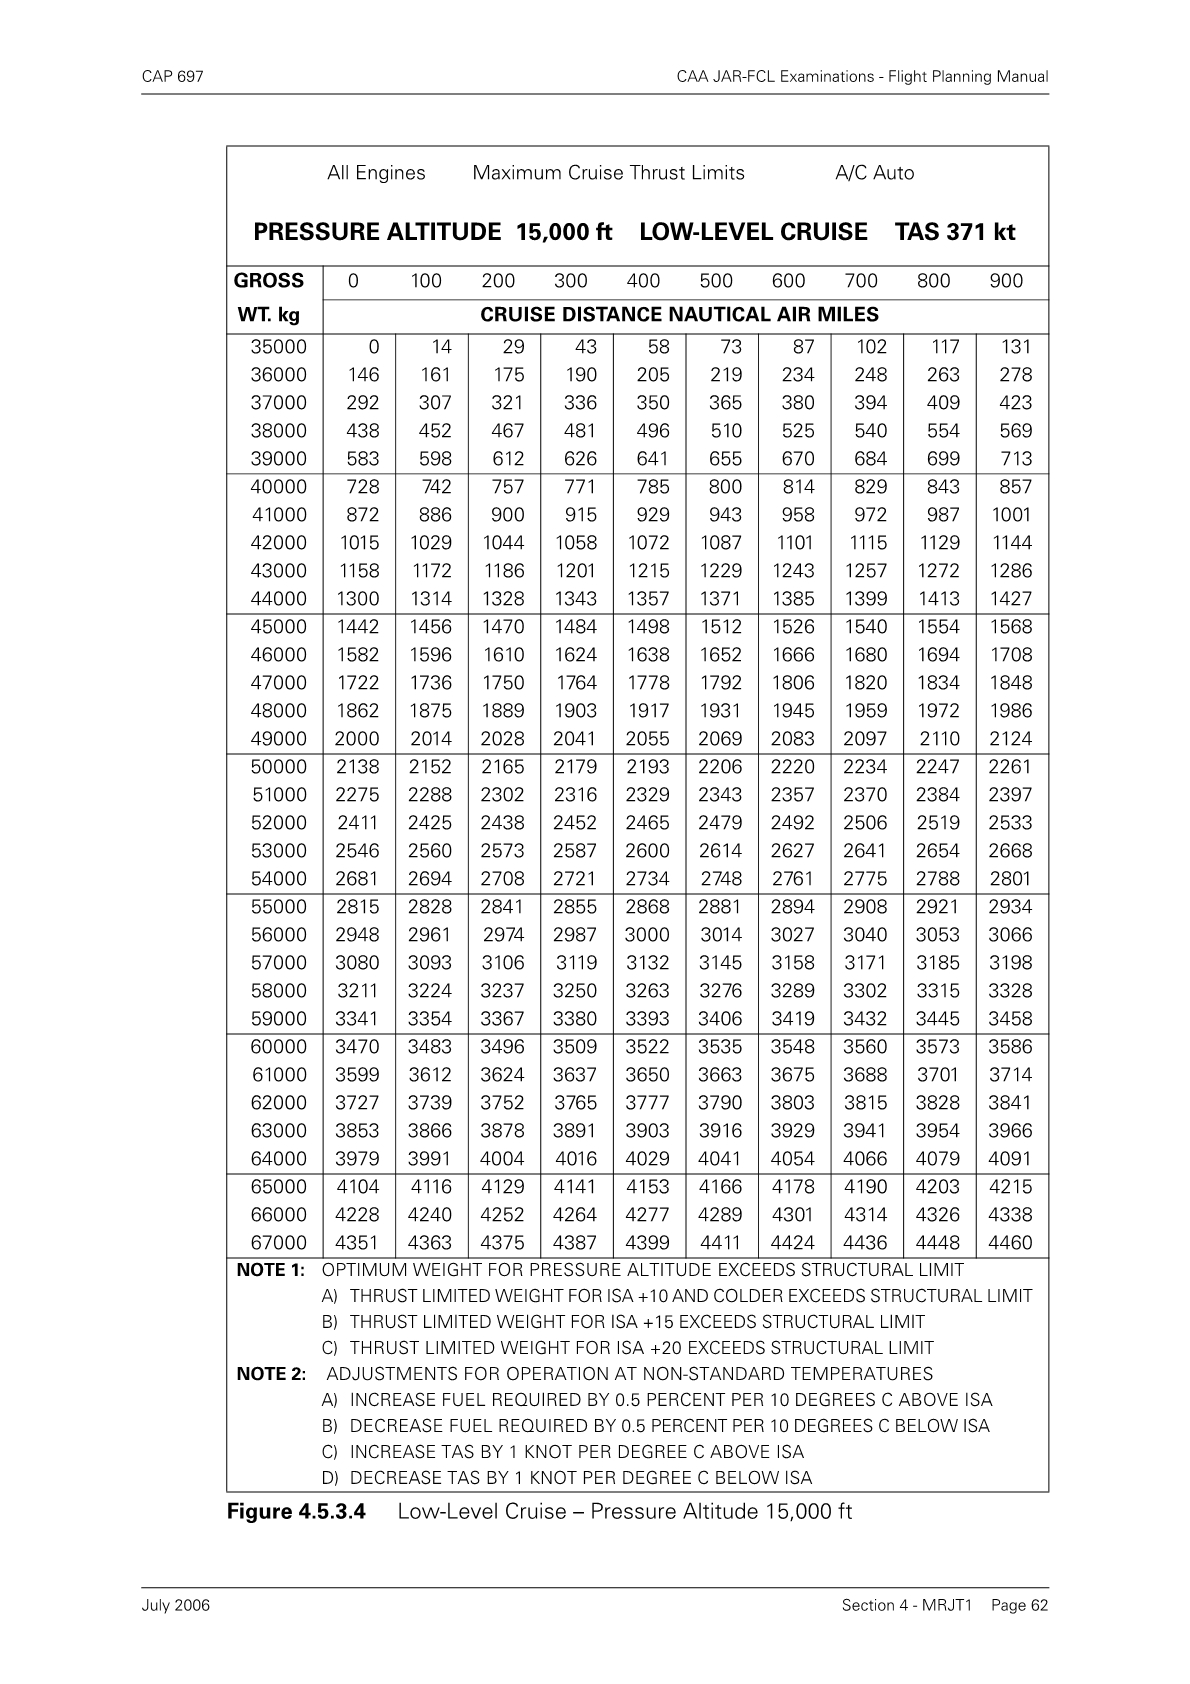 CAP 697 CAA JAR-FCL Examinations - Flight Planning Manual
All Engines Maximum Cruise Thrust Limits A/C Auto
PRESSURE ALTITUDE 15,000 ft LOW-LEVEL CRUISE TAS 371 kt
GROSS 0 100 200 300 400 500 600 700 800 900
WT. kg CRUISE DISTANCE NAUTICAL AIR MILES
35000 0 14 29 43 58 73 87 102 117 131
36000 146 161 175 190 205 219 234 248 263 278
37000 292 307 321 336 350 365 380 394 409 423
38000 438 452 467 481 496 510 525 540 554 569
39000 583 598 612 626 641 655 670 684 699 713
40000 728 742 757 771 785 800 814 829 843 857
41000 872 886 900 915 929 943 958 972 987 1001
42000 1015 1029 1044 1058 1072 1087 1101 1115 1129 1144
43000 1158 1172 1186 1201 1215 1229 1243 1257 1272 1286
44000 1300 1314 1328 1343 1357 1371 1385 1399 1413 1427
45000 1442 1456 1470 1484 1498 1512 1526 1540 1554 1568
46000 1582 1596 1610 1624 1638 1652 1666 1680 1694 1708
47000 1722 1736 1750 1764 1778 1792 1806 1820 1834 1848
48000 1862 1875 1889 1903 1917 1931 1945 1959 1972 1986
49000 2000 2014 2028 2041 2055 2069 2083 2097 2110 2124
50000 2138 2152 2165 2179 2193 2206 2220 2234 2247 2261
51000 2275 2288 2302 2316 2329 2343 2357 2370 2384 2397
52000 2411 2425 2438 2452 2465 2479 2492 2506 2519 2533
53000 2546 2560 2573 2587 2600 2614 2627 2641 2654 2668
54000 2681 2694 2708 2721 2734 2748 2761 2775 2788 2801
55000 2815 2828 2841 2855 2868 2881 2894 2908 2921 2934
56000 2948 2961 2974 2987 3000 3014 3027 3040 3053 3066
57000 3080 3093 3106 3119 3132 3145 3158 3171 3185 3198
58000 3211 3224 3237 3250 3263 3276 3289 3302 3315 3328
59000 3341 3354 3367 3380 3393 3406 3419 3432 3445 3458
60000 3470 3483 3496 3509 3522 3535 3548 3560 3573 3586
61000 3599 3612 3624 3637 3650 3663 3675 3688 3701 3714
62000 3727 3739 3752 3765 3777 3790 3803 3815 3828 3841
63000 3853 3866 3878 3891 3903 3916 3929 3941 3954 3966
64000 3979 3991 4004 4016 4029 4041 4054 4066 4079 4091
65000 4104 4116 4129 4141 4153 4166 4178 4190 4203 4215
66000 4228 4240 4252 4264 4277 4289 4301 4314 4326 4338
67000 4351 4363 4375 4387 4399 4411 4424 4436 4448 4460
NOTE 1: OPTIMUM WEIGHT FOR PRESSURE ALTITUDE EXCEEDS STRUCTURAL LIMIT
A) THRUST LIMITED WEIGHT FOR ISA +10 AND COLDER EXCEEDS STRUCTURAL LIMIT
B) THRUST LIMITED WEIGHT FOR ISA +15 EXCEEDS STRUCTURAL LIMIT
C) THRUST LIMITED WEIGHT FOR ISA +20 EXCEEDS STRUCTURAL LIMIT
NOTE 2: ADJUSTMENTS FOR OPERATION AT NON-STANDARD TEMPERATURES
A) INCREASE FUEL REQUIRED BY 0.5 PERCENT PER 10 DEGREES C ABOVE ISA
B) DECREASE FUEL REQUIRED BY 0.5 PERCENT PER 10 DEGREES C BELOW ISA
C) INCREASE TAS BY 1 KNOT PER DEGREE C ABOVE ISA
D) DECREASE TAS BY 1 KNOT PER DEGREE C BELOW ISA
Figure 4.5.3.4 Low-Level Cruise – Pressure Altitude 15,000 ft
July 2006 Section 4 - MRJT1 Page 62